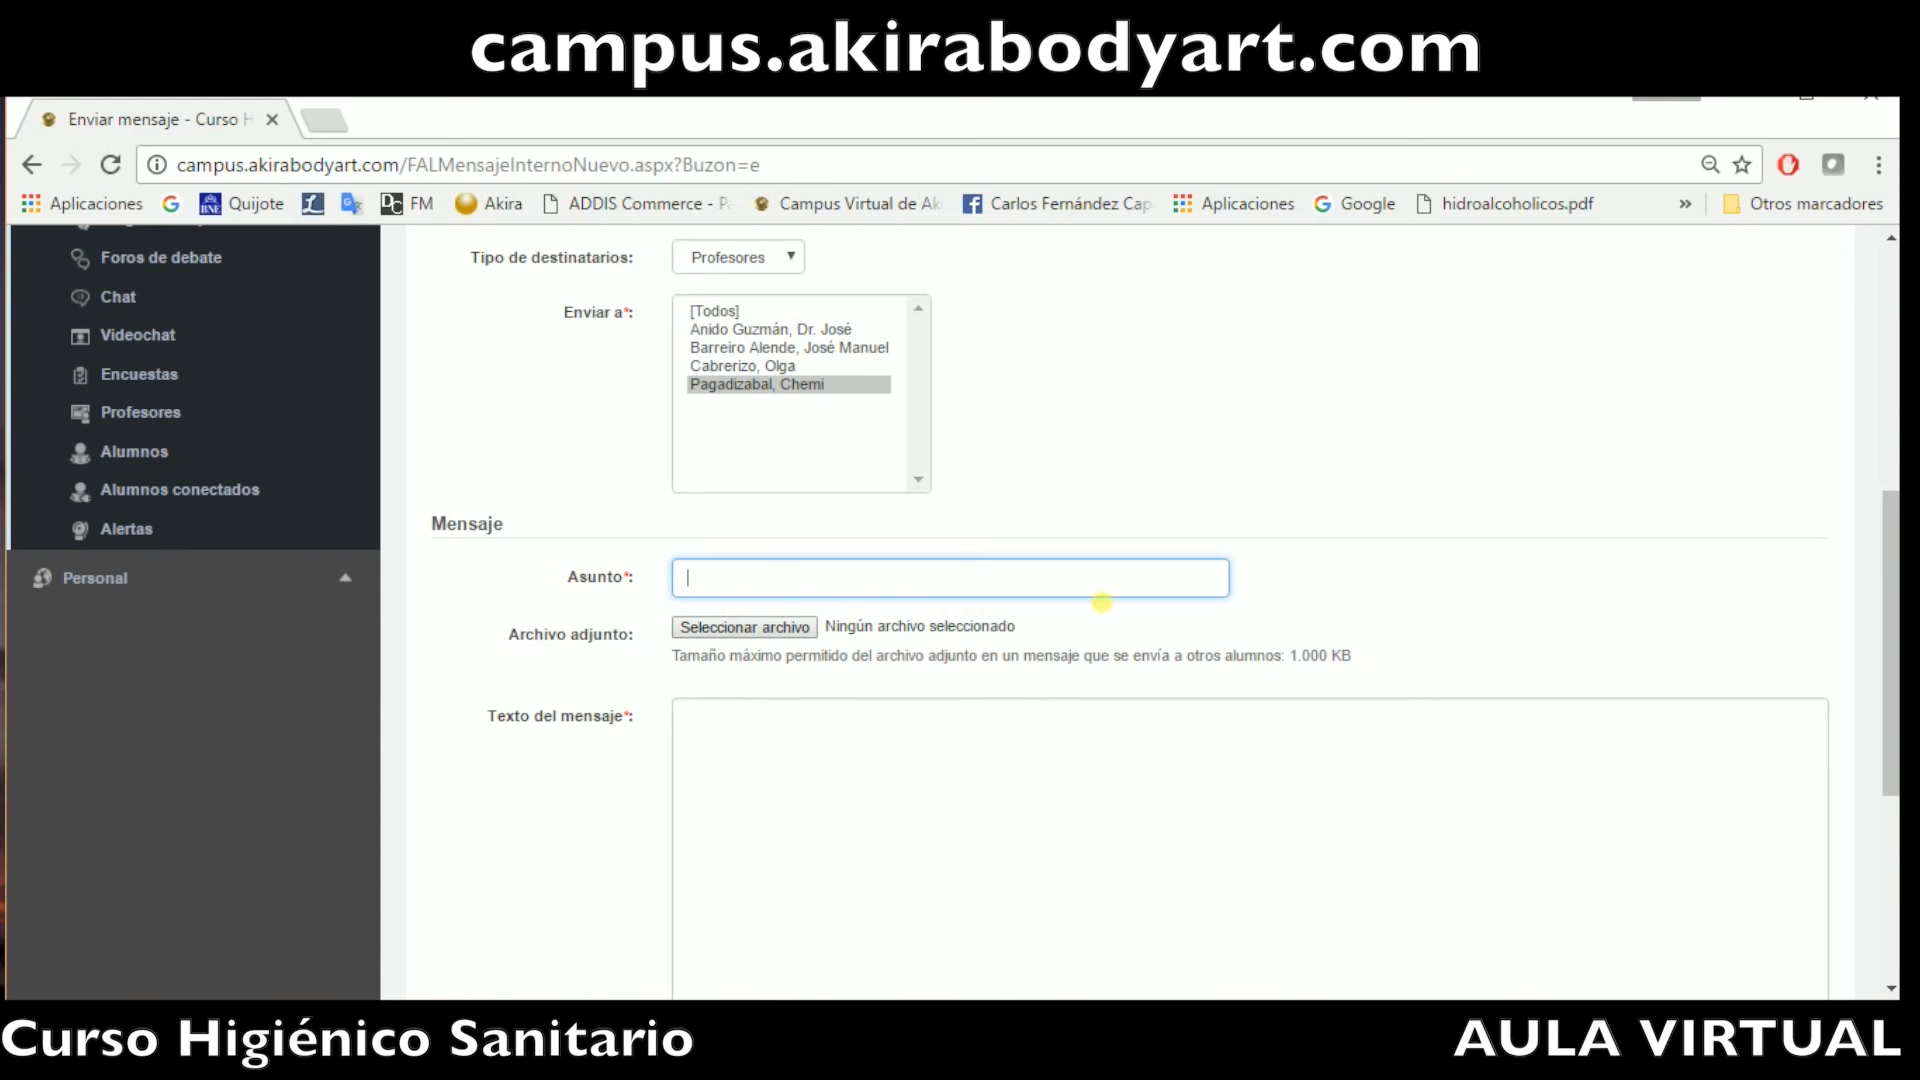 campus.akirabodyart.com
Enviar mensaje - Curso H
campus.akirabodyart.com/FALMensajeInternoNuevo.aspx?Buzon=e
Aplicaciones Quijote FM Akira ADDIS Commerce - P Campus Virtual de Ak Carlos Fernández Cap Aplicaciones Google hidroalcoholicos.pdf » Otros marcadores
Foros de debate
Chat
Videochat
Encuestas
Profesores
Alumnos
Alumnos conectados
Alertas
Personal
Tipo de destinatarios: Profesores
Enviar a*:
[Todos]
Anido Guzmán, Dr. José
Barreiro Alende, José Manuel
Cabrerizo, Olga
Pagadizabal, Chemi
Mensaje
Asunto*:
Archivo adjunto: Seleccionar archivo Ningún archivo seleccionado
Tamaño máximo permitido del archivo adjunto en un mensaje que se envía a otros alumnos: 1.000 KB
Texto del mensaje*:
Curso Higiénico Sanitario
AULA VIRTUAL